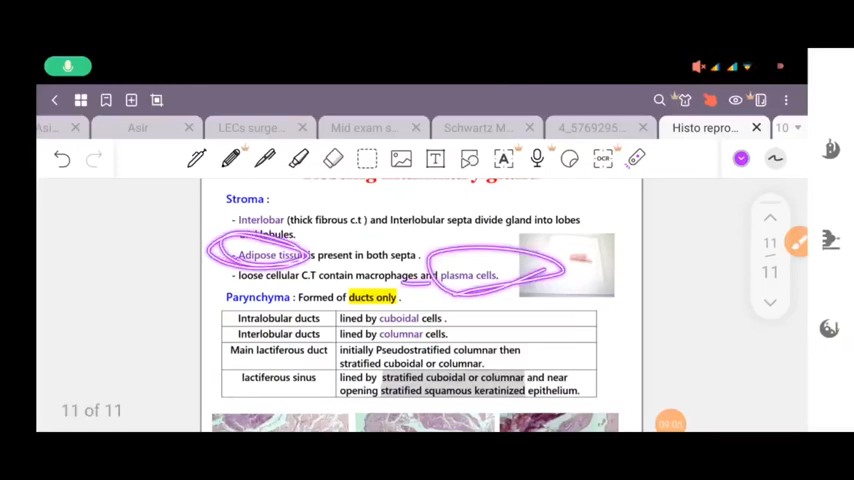 Asi...
Asir
LECs surge...
Mid exam s...
Schwartz M...
4_5769295...
Histo repro...
10
Stroma :
- Interlobar (thick fibrous c.t ) and Interlobular septa divide gland into lobes
and lobules.
- Adipose tissue is present in both septa .
- loose cellular C.T contain macrophages and plasma cells.
Parynchyma : Formed of ducts only .
Intralobular ducts lined by cuboidal cells .
Interlobular ducts lined by columnar cells.
Main lactiferous duct initially Pseudostratified columnar then
stratified cuboidal or columnar.
lactiferous sinus lined by stratified cuboidal or columnar and near
opening stratified squamous keratinized epithelium.
11
11
11 of 11
09:06